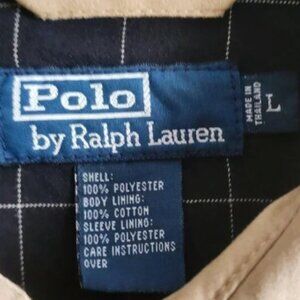 Polo
by Ralph Lauren
MADE IN
THAILAND
L
SHELL:
100% POLYESTER
BODY LINING:
100% COTTON
SLEEVE LINING:
100% POLYESTER
CARE INSTRUCTIONS
OVER